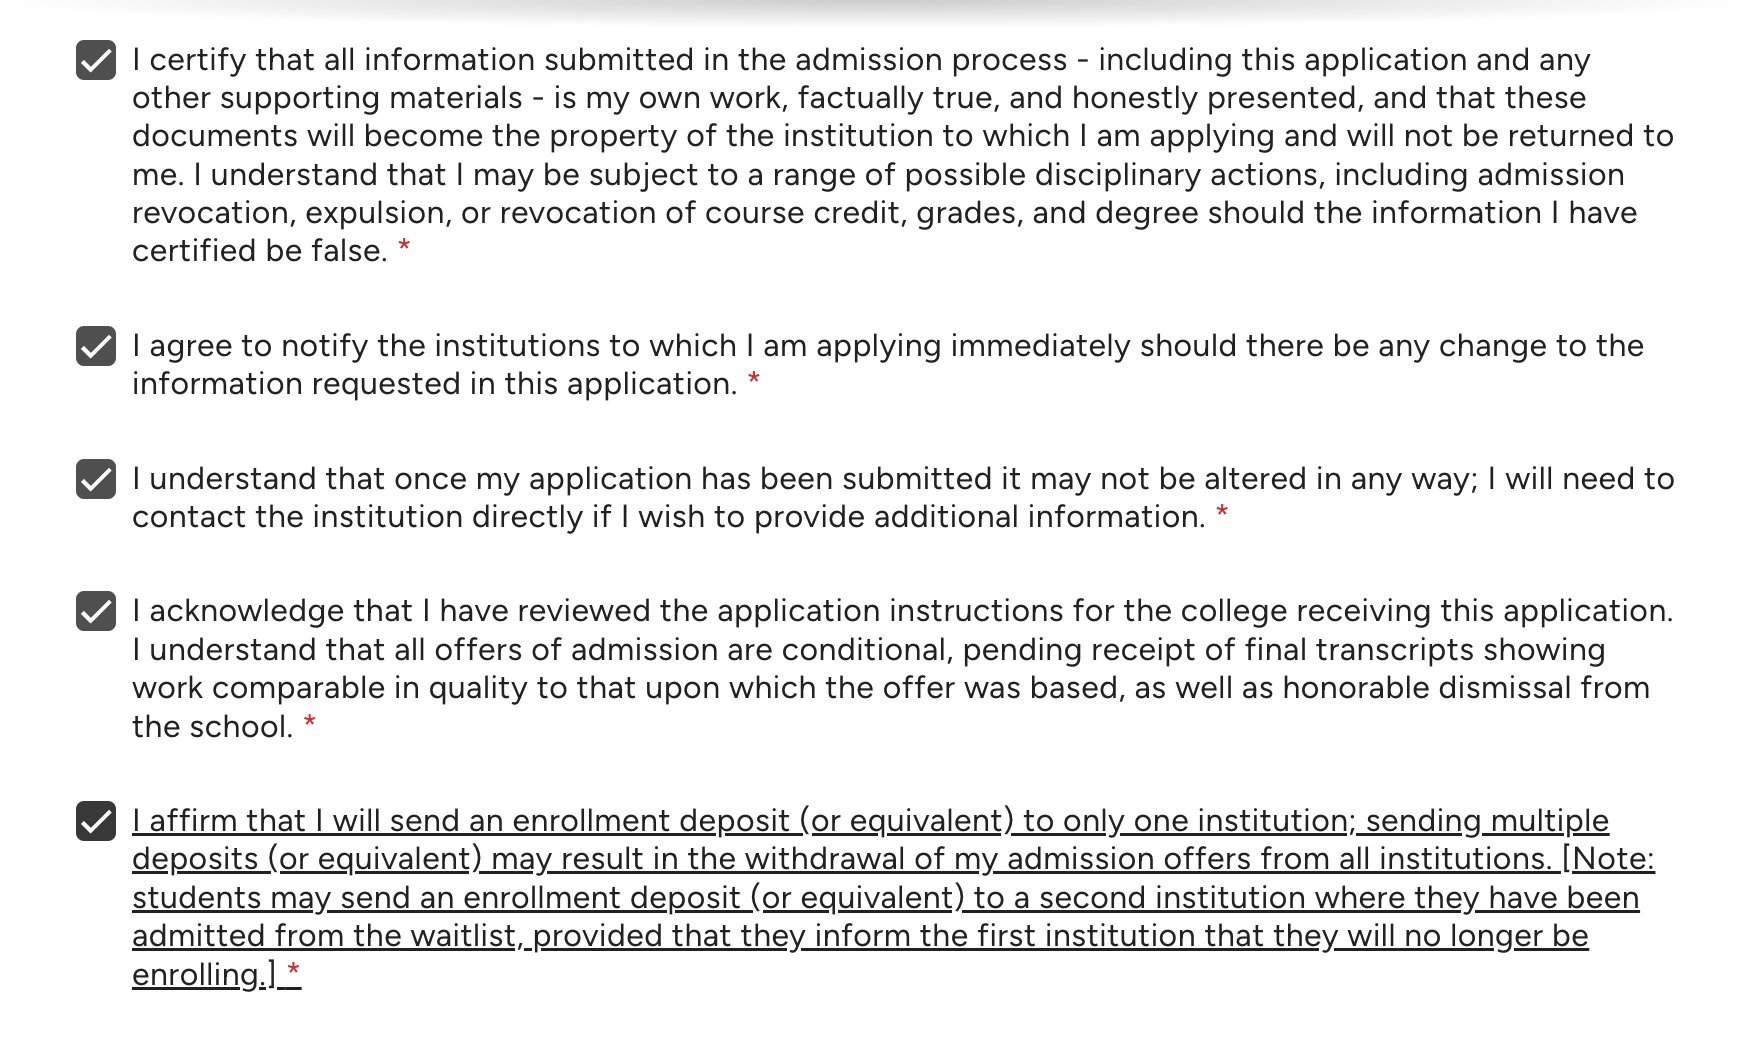 I certify that all information submitted in the admission process - including this application and any
other supporting materials - is my own work, factually true, and honestly presented, and that these
documents will become the property of the institution to which I am applying and will not be returned to
me. I understand that I may be subject to a range of possible disciplinary actions, including admission
revocation, expulsion, or revocation of course credit, grades, and degree should the information I have
certified be false. *
I agree to notify the institutions to which I am applying immediately should there be any change to the
information requested in this application. *
I understand that once my application has been submitted it may not be altered in any way; I will need to
contact the institution directly if I wish to provide additional information. *
I acknowledge that I have reviewed the application instructions for the college receiving this application.
I understand that all offers of admission are conditional, pending receipt of final transcripts showing
work comparable in quality to that upon which the offer was based, as well as honorable dismissal from
the school. *
I affirm that I will send an enrollment deposit (or equivalent) to only one institution; sending multiple
deposits (or equivalent) may result in the withdrawal of my admission offers from all institutions. [Note:
students may send an enrollment deposit (or equivalent) to a second institution where they have been
admitted from the waitlist, provided that they inform the first institution that they will no longer be
enrolling.] *